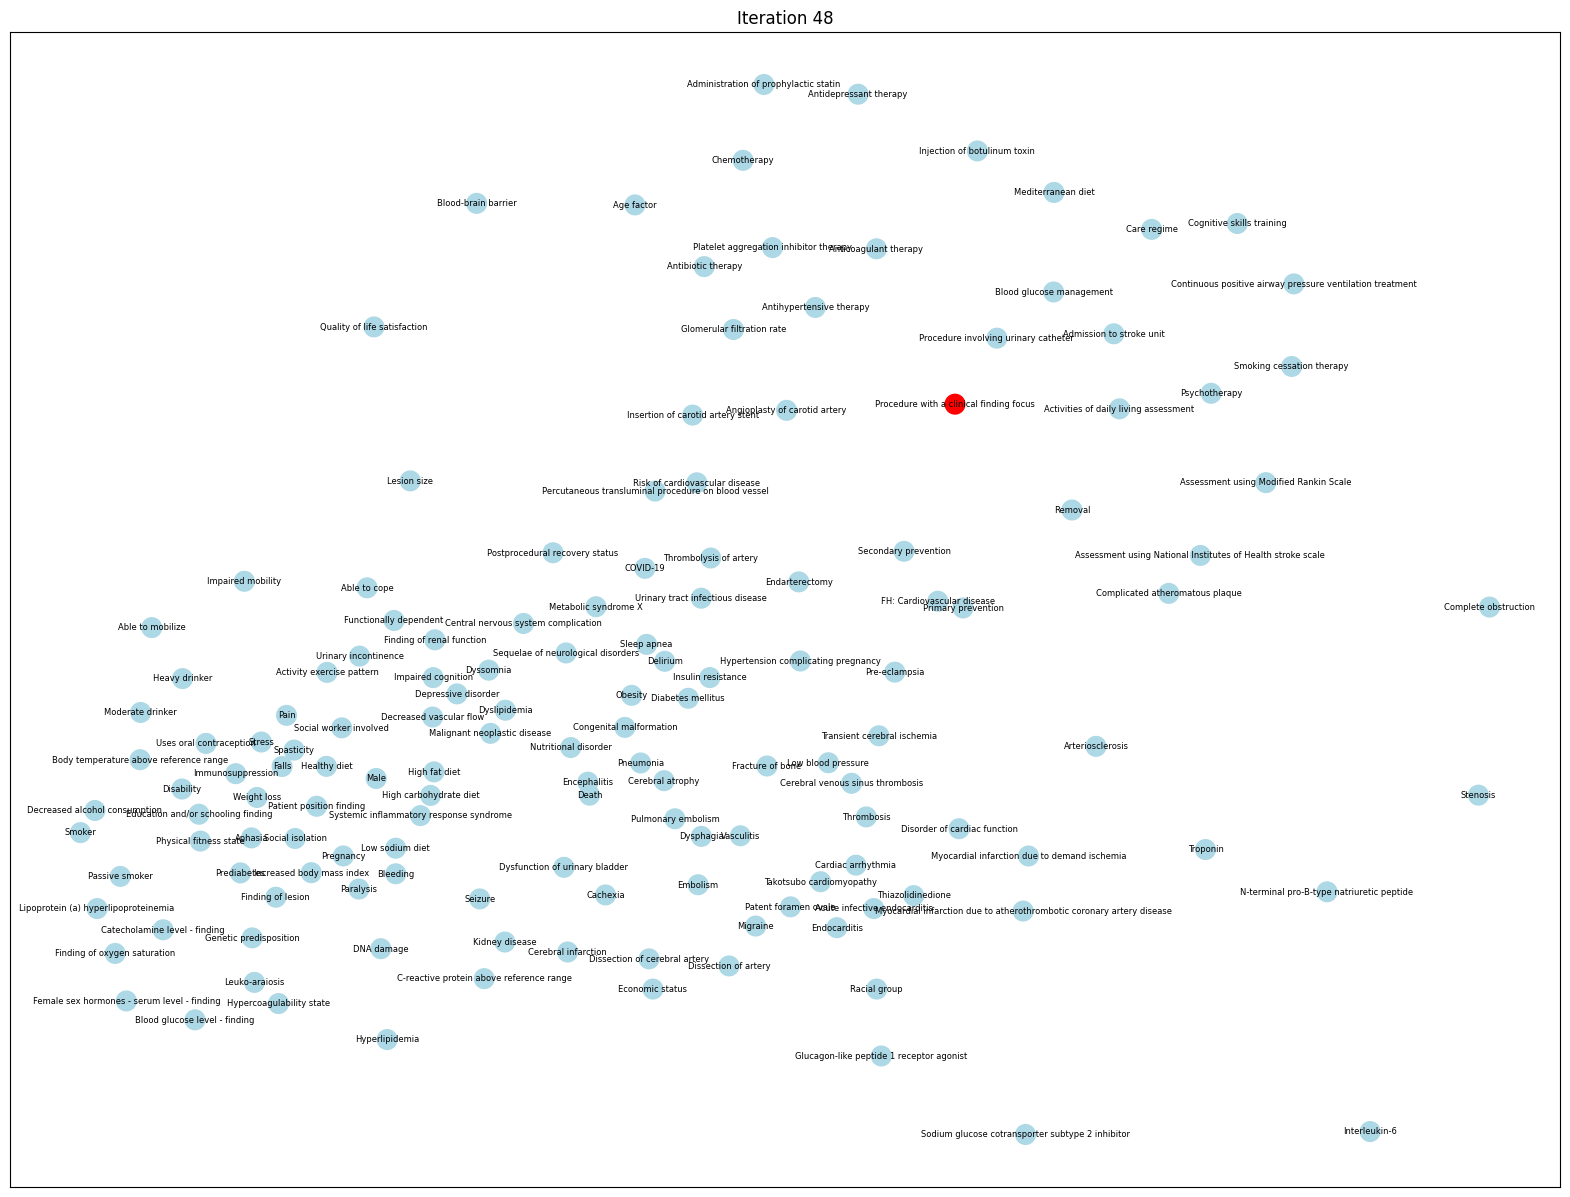 Iteration 48
Administration of prophylactic statin
Antidepressant therapy
Injection of botulinum toxin
Chemotherapy
Mediterranean diet
Blood-brain barrier
Age factor
Cognitive skills training
Care regime
Platelet aggregation inhibitor therapy
Anticoagulant therapy
Antibiotic therapy
Continuous positive airway pressure ventilation treatment
Blood glucose management
Antihypertensive therapy
Quality of life satisfaction
Glomerular filtration rate
Admission to stroke unit
Procedure involving urinary catheter
Smoking cessation therapy
Psychotherapy
Procedure with a clinical finding focus
Activities of daily living assessment
Angioplasty of carotid artery
Insertion of carotid artery stent
Lesion size
Risk of cardiovascular disease
Assessment using Modified Rankin Scale
Percutaneous transluminal procedure on blood vessel
Removal
Postprocedural recovery status
Secondary prevention
Thrombolysis of artery
Assessment using National Institutes of Health stroke scale
COVID-19
Impaired mobility
Endarterectomy
Able to cope
Complicated atheromatous plaque
Urinary tract infectious disease
FH: Cardiovascular disease
Metabolic syndrome X
Primary prevention
Complete obstruction
Functionally dependent
Central nervous system complication
Able to mobilize
Finding of renal function
Sleep apnea
Sequelae of neurological disorders
Urinary incontinence
Delirium
Hypertension complicating pregnancy
Dyssomnia
Activity exercise pattern
Pre-eclampsia
Impaired cognition
Insulin resistance
Heavy drinker
Depressive disorder
Obesity
Diabetes mellitus
Dyslipidemia
Moderate drinker
Pain
Decreased vascular flow
Social worker involved
Congenital malformation
Malignant neoplastic disease
Transient cerebral ischemia
Uses oral contraception
Stress
Arteriosclerosis
Nutritional disorder
Spasticity
Body temperature above reference range
Pneumonia
Low blood pressure
Falls
Healthy diet
Fracture of bone
Immunosuppression
High fat diet
Male
Cerebral atrophy
Encephalitis
Cerebral venous sinus thrombosis
Disability
Death
High carbohydrate diet
Stenosis
Weight loss
Patient position finding
Decreased alcohol consumption
Education and/or schooling finding
Systemic inflammatory response syndrome
Thrombosis
Pulmonary embolism
Disorder of cardiac function
Smoker
Dysphagia
Vasculitis
Aphasia
Social isolation
Physical fitness state
Low sodium diet
Troponin
Pregnancy
Myocardial infarction due to demand ischemia
Cardiac arrhythmia
Dysfunction of urinary bladder
Prediabetes
Increased body mass index
Bleeding
Passive smoker
Takotsubo cardiomyopathy
Embolism
Paralysis
N-terminal pro-B-type natriuretic peptide
Cachexia
Thiazolidinedione
Finding of lesion
Seizure
Patent foramen ovale
Acute infective endocarditis
Lipoprotein (a) hyperlipoproteinemia
Myocardial infarction due to atherothrombotic coronary artery disease
Migraine
Endocarditis
Catecholamine level - finding
Genetic predisposition
Kidney disease
DNA damage
Cerebral infarction
Finding of oxygen saturation
Dissection of cerebral artery
Dissection of artery
C-reactive protein above reference range
Leuko-araiosis
Economic status
Racial group
Female sex hormones - serum level - finding
Hypercoagulability state
Blood glucose level - finding
Hyperlipidemia
Glucagon-like peptide 1 receptor agonist
Interleukin-6
Sodium glucose cotransporter subtype 2 inhibitor